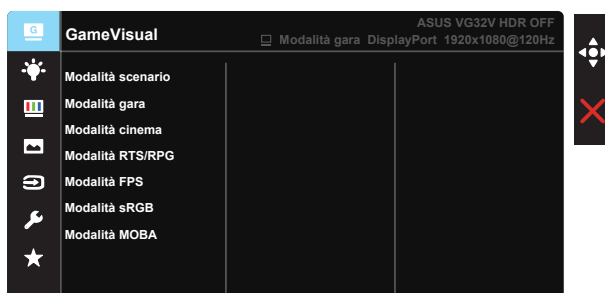 G
GameVisual
ASUS VG32V HDR OFF
Modalità gara DisplayPort 1920x1080@120Hz
Modalità scenario
Modalità gara
Modalità cinema
Modalità RTS/RPG
Modalità FPS
Modalità sRGB
Modalità MOBA